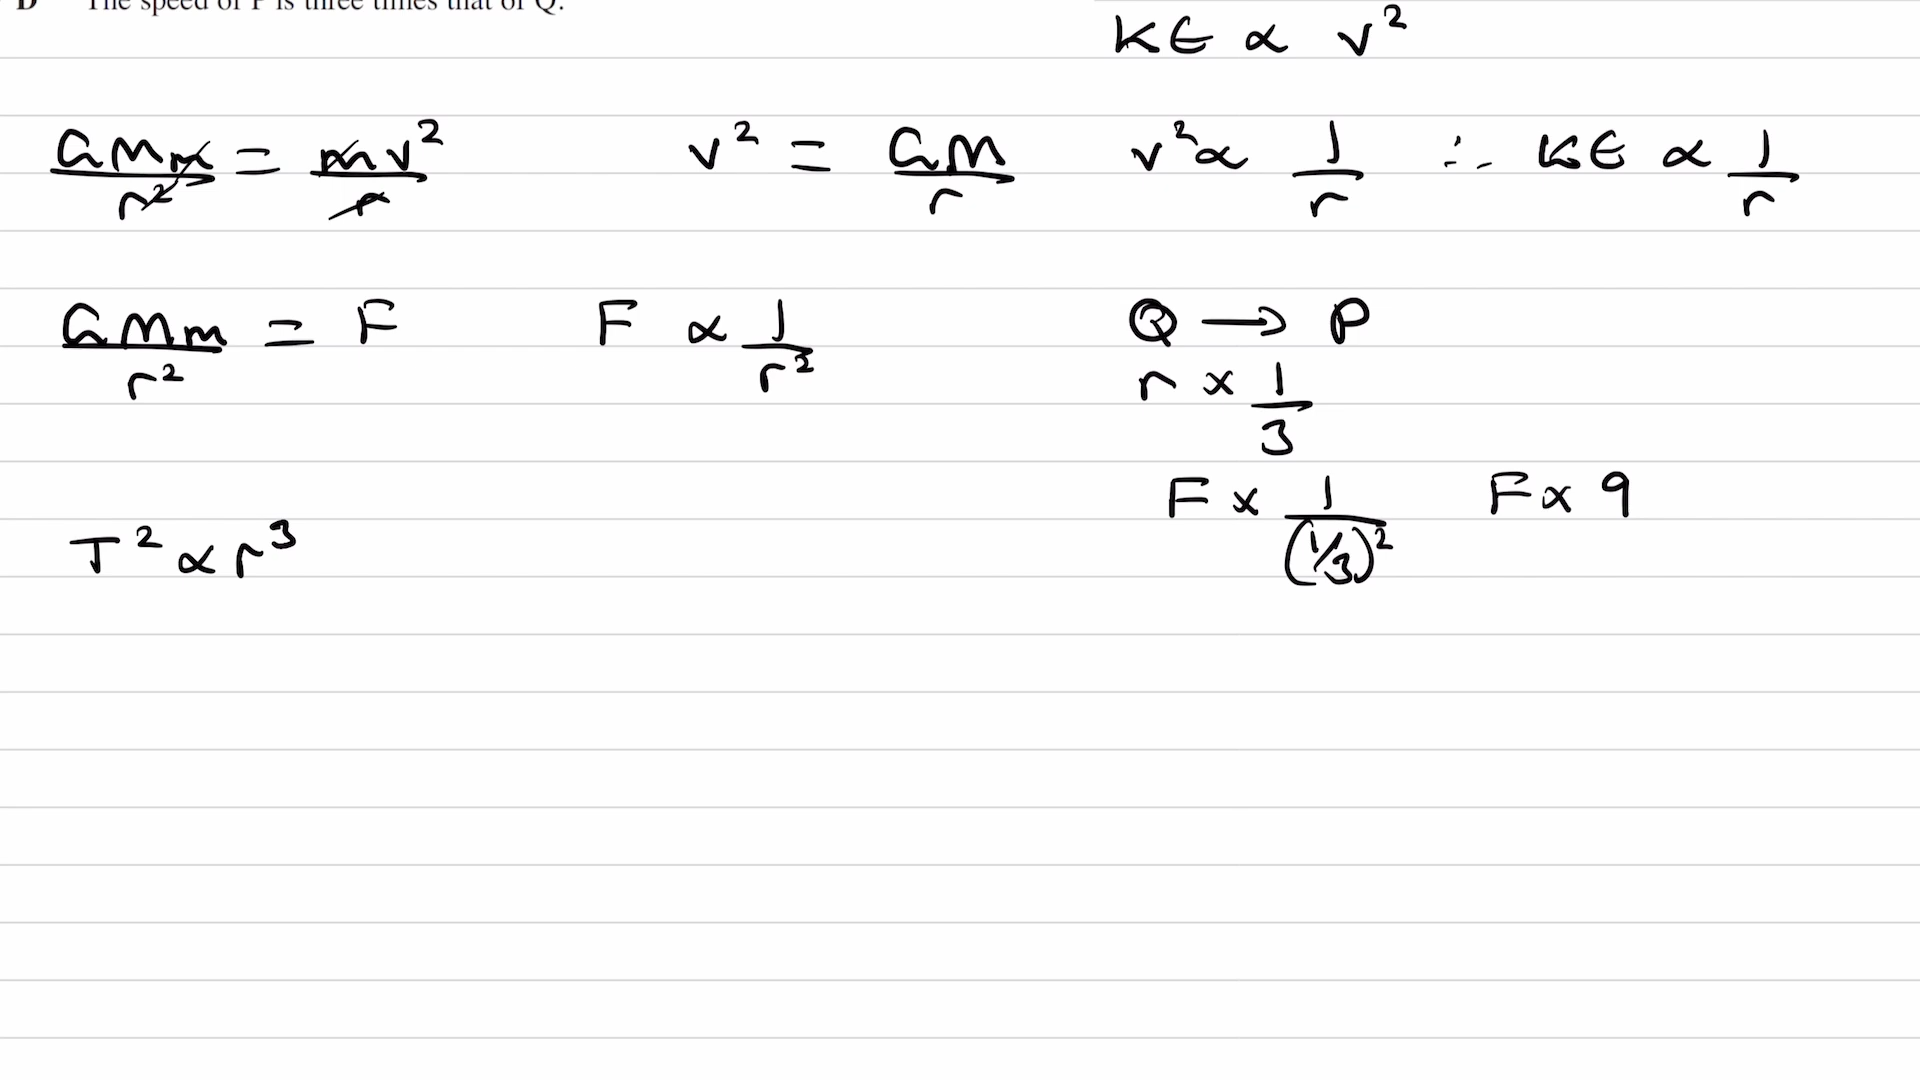 D The speed of P is three times that of Q.
KE ∝ v²
GMm/r² = mv²/r v² = GM/r v² ∝ 1/r ∴ KE ∝ 1/r
GMm/r² = F F ∝ 1/r² Q → P
r × 1/3
F × 1/(1/3)² F × 9
T² ∝ r³